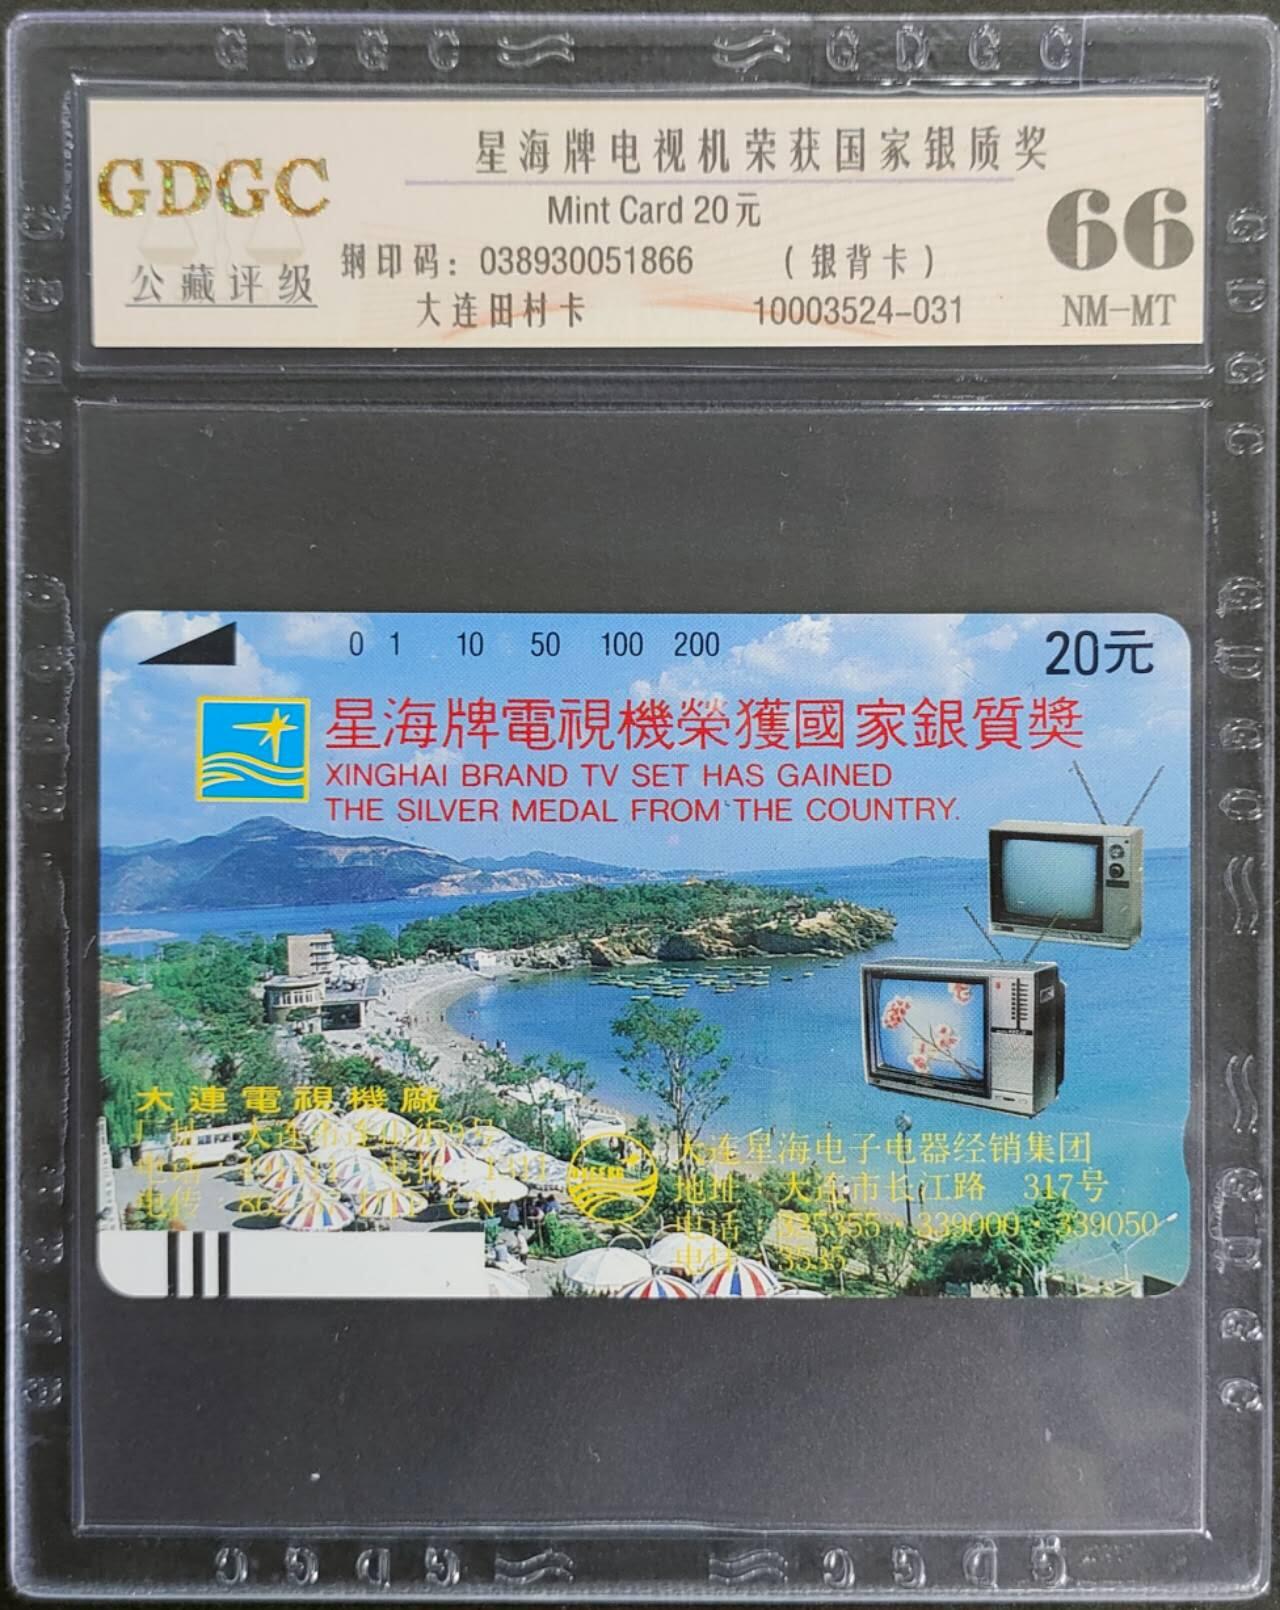 GDGC GDGC
星海牌电视机荣获国家银质奖
GDGC
Mint Card 20元
66
钢印码：038930051866 （银背卡）
公藏评级
大连田村卡 10003524-031
NM-MT
0 1 10 50 100 200
20元
星海牌電視機榮獲國家銀質獎
XINGHAI BRAND TV SET HAS GAINED
THE SILVER MEDAL FROM THE COUNTRY.
大連電視機廠
大连星海电子电器经销集团
地址：大连市长江路 317号
电话：335355·339000·339050
3535